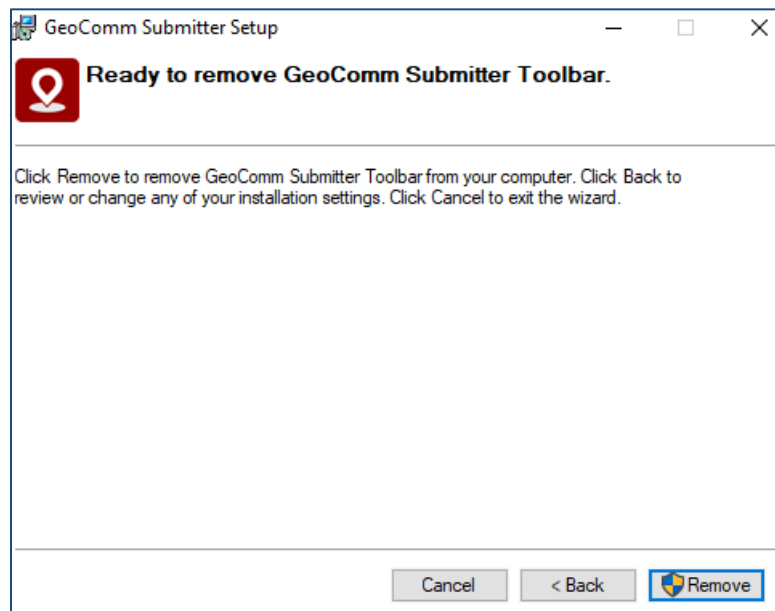 GeoComm Submitter Setup
Ready to remove GeoComm Submitter Toolbar.
Click Remove to remove GeoComm Submitter Toolbar from your computer. Click Back to
review or change any of your installation settings. Click Cancel to exit the wizard.
Cancel
< Back
Remove